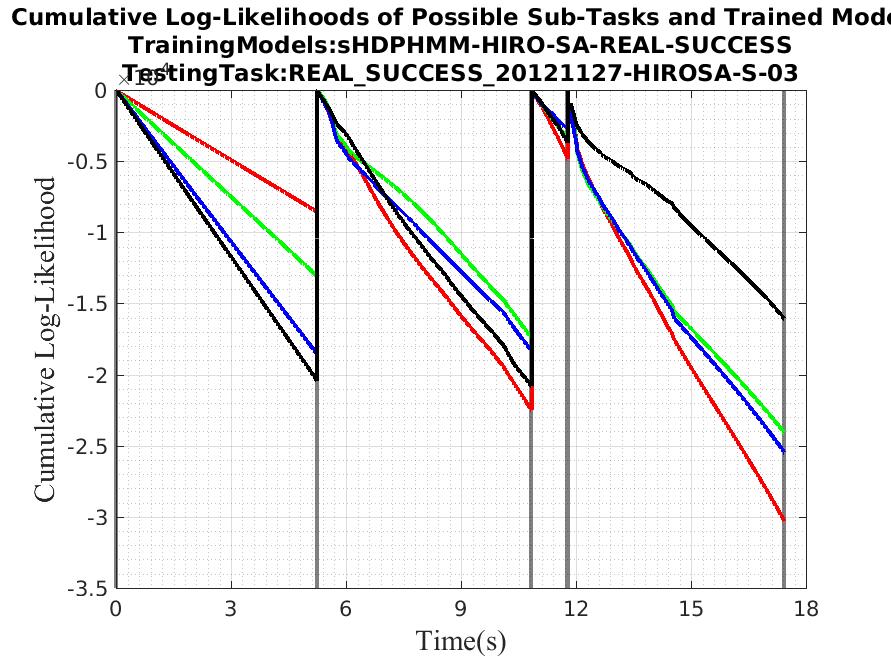 Cumulative Log-Likelihoods of Possible Sub-Tasks and Trained Mode
TrainingModels:sHDPHMM-HIRO-SA-REAL-SUCCESS
TestingTask:REAL_SUCCESS_20121127-HIROSA-S-03
×10⁴
0
-0.5
-1
-1.5
-2
-2.5
-3
-3.5
Cumulative Log-Likelihood
0 3 6 9 12 15 18
Time(s)